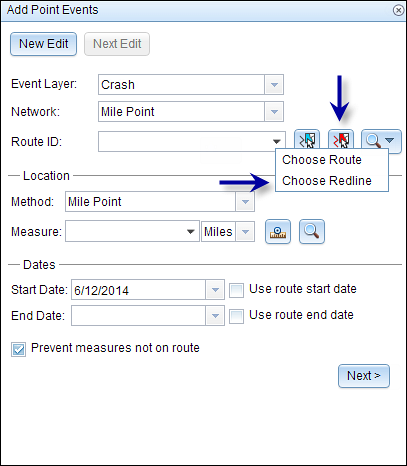 Add Point Events
New Edit Next Edit
Event Layer: Crash
Network: Mile Point
Route ID:
Choose Route
Choose Redline
Location
Method: Mile Point
Measure: Miles
Dates
Start Date: 6/12/2014 Use route start date
End Date: Use route end date
Prevent measures not on route
Next >